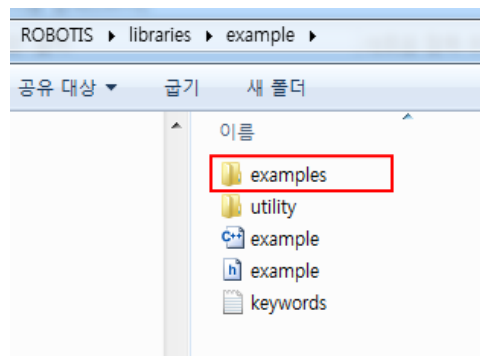 ROBOTIS ▸ libraries ▸ example ▸
공유 대상 ▼ 굽기 새 폴더
이름
examples
utility
example
example
keywords